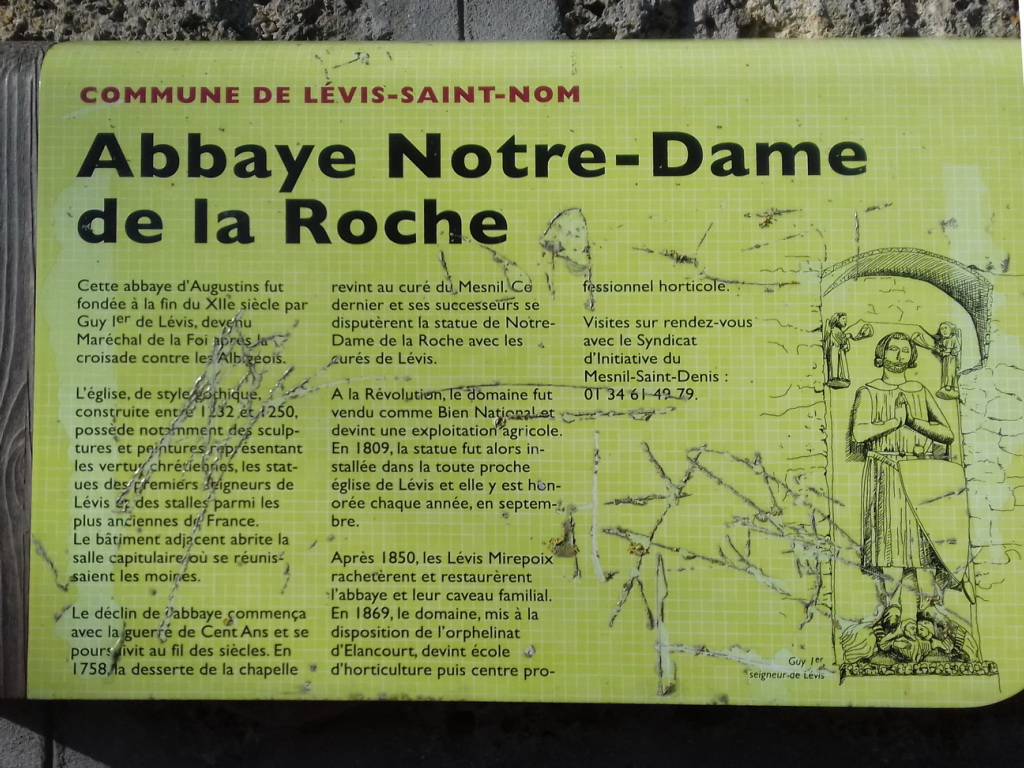 COMMUNE DE LÉVIS-SAINT-NOM
Abbaye Notre-Dame
de la Roche
Cette abbaye d'Augustins fut
fondée à la fin du XIIe siècle par
Guy Ier de Lévis, devenu
Maréchal de la Foi après la
croisade contre les Albigeois.
L'église, de style gothique,
construite entre 1232 et 1250,
possède notamment des sculp-
tures et peintures représentant
les vertus chrétiennes, les stat-
ues des premiers seigneurs de
Lévis et des stalles parmi les
plus anciennes de France.
Le bâtiment adjacent abrite la
salle capitulaire où se réunis-
saient les moines.
Le déclin de l'abbaye commença
avec la guerre de Cent Ans et se
poursuivit au fil des siècles. En
1758, la desserte de la chapelle
revint au curé du Mesnil. Ce
dernier et ses successeurs se
disputèrent la statue de Notre-
Dame de la Roche avec les
curés de Lévis.
A la Révolution, le domaine fut
vendu comme Bien National et
devint une exploitation agricole.
En 1809, la statue fut alors in-
stallée dans la toute proche
église de Lévis et elle y est hon-
orée chaque année, en septem-
bre.
Après 1850, les Lévis Mirepoix
rachetèrent et restaurèrent
l'abbaye et leur caveau familial.
En 1869, le domaine, mis à la
disposition de l'orphelinat
d'Elancourt, devint école
d'horticulture puis centre pro-
fessionnel horticole.
Visites sur rendez-vous
avec le Syndicat
d'Initiative du
Mesnil-Saint-Denis :
01 34 61 49 79.
Guy 1er
seigneur de Lévis